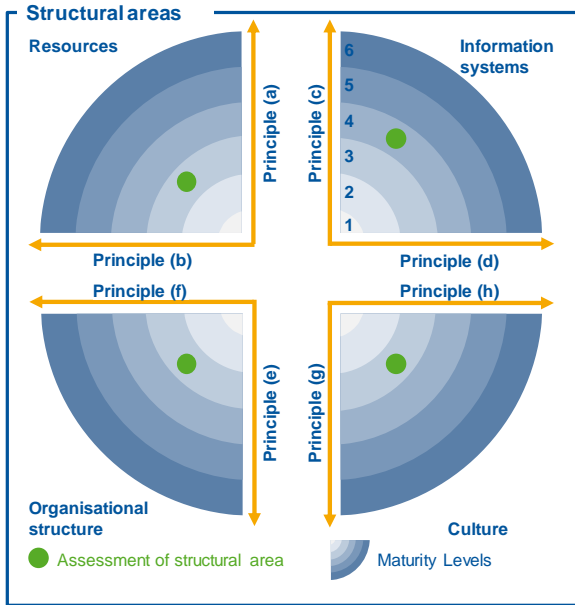 Structural areas
Resources
Information
systems
Principle (a)
Principle (c)
6
5
4
3
2
1
Principle (b)
Principle (d)
Principle (f)
Principle (h)
Principle (e)
Principle (g)
Organisational
structure
Culture
Assessment of structural area
Maturity Levels